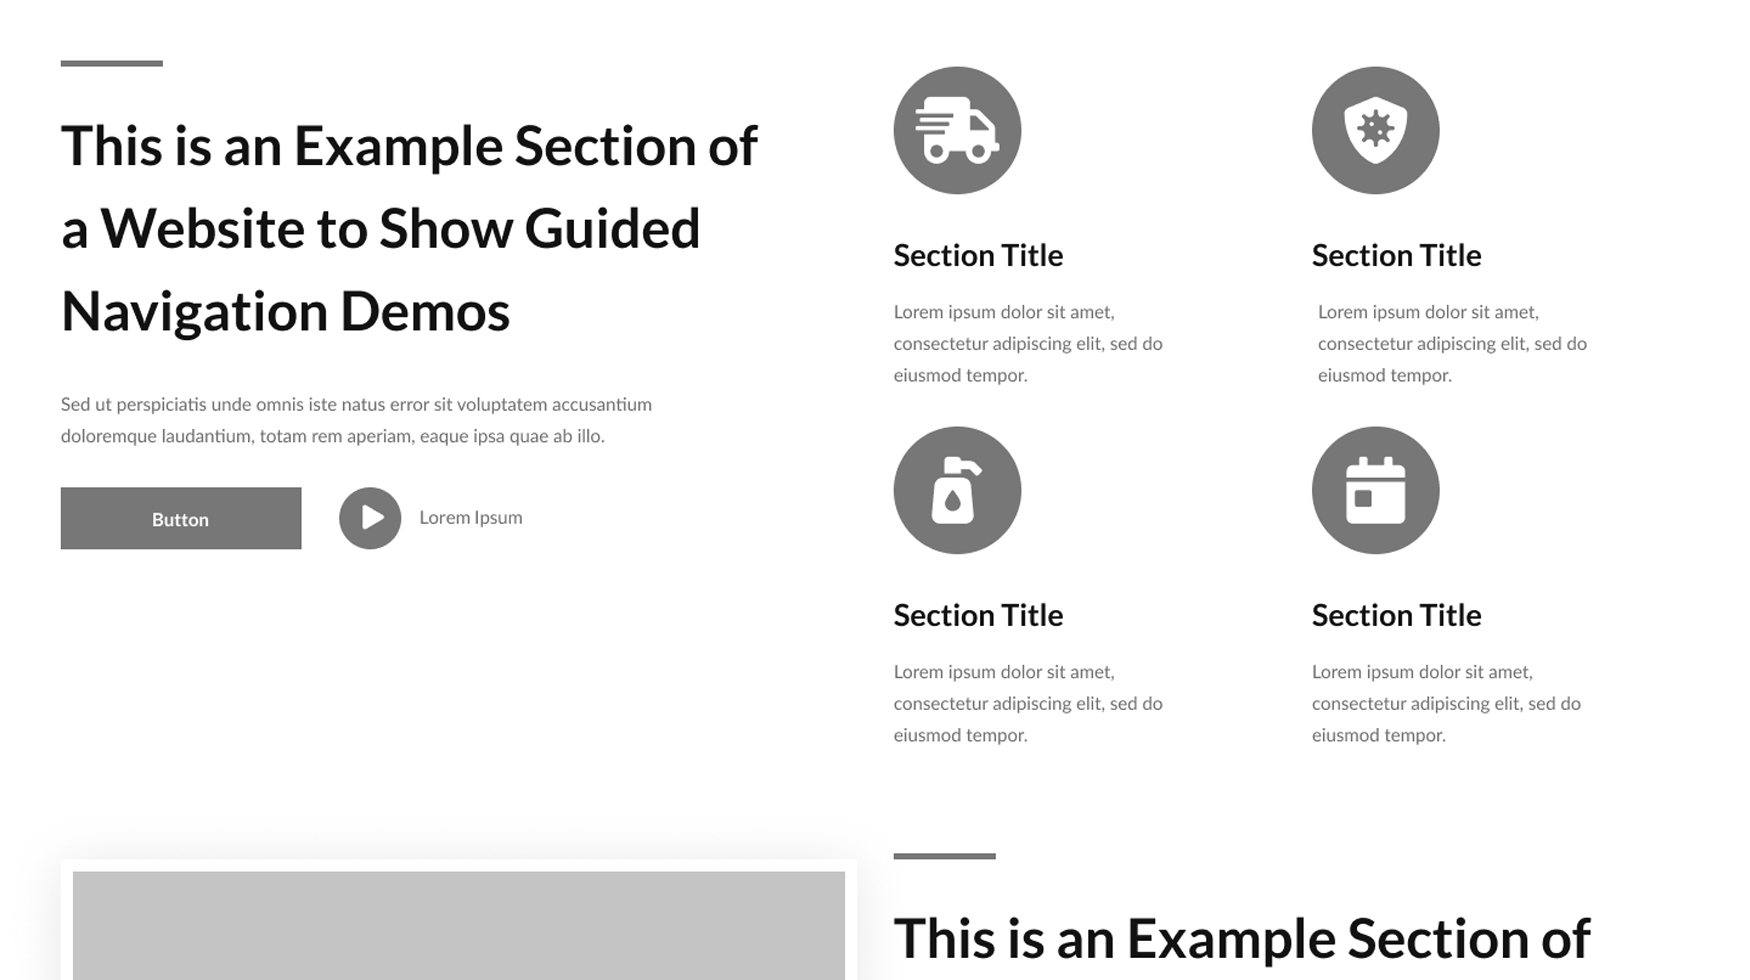 This is an Example Section of
a Website to Show Guided
Navigation Demos
Sed ut perspiciatis unde omnis iste natus error sit voluptatem accusantium
doloremque laudantium, totam rem aperiam, eaque ipsa quae ab illo.
Button
Lorem Ipsum
Section Title
Lorem ipsum dolor sit amet,
consectetur adipiscing elit, sed do
eiusmod tempor.
Section Title
Lorem ipsum dolor sit amet,
consectetur adipiscing elit, sed do
eiusmod tempor.
Section Title
Lorem ipsum dolor sit amet,
consectetur adipiscing elit, sed do
eiusmod tempor.
Section Title
Lorem ipsum dolor sit amet,
consectetur adipiscing elit, sed do
eiusmod tempor.
This is an Example Section of